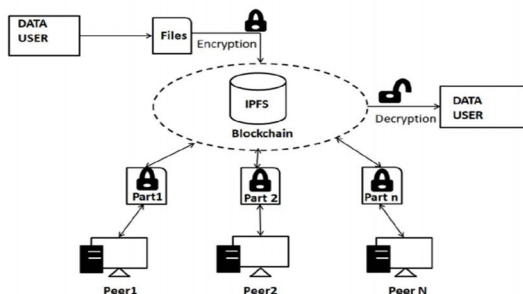 DATA
USER
Files
Encryption
IPFS
Blockchain
Decryption
DATA
USER
Part1
Part 2
Part n
Peer1
Peer2
Peer N